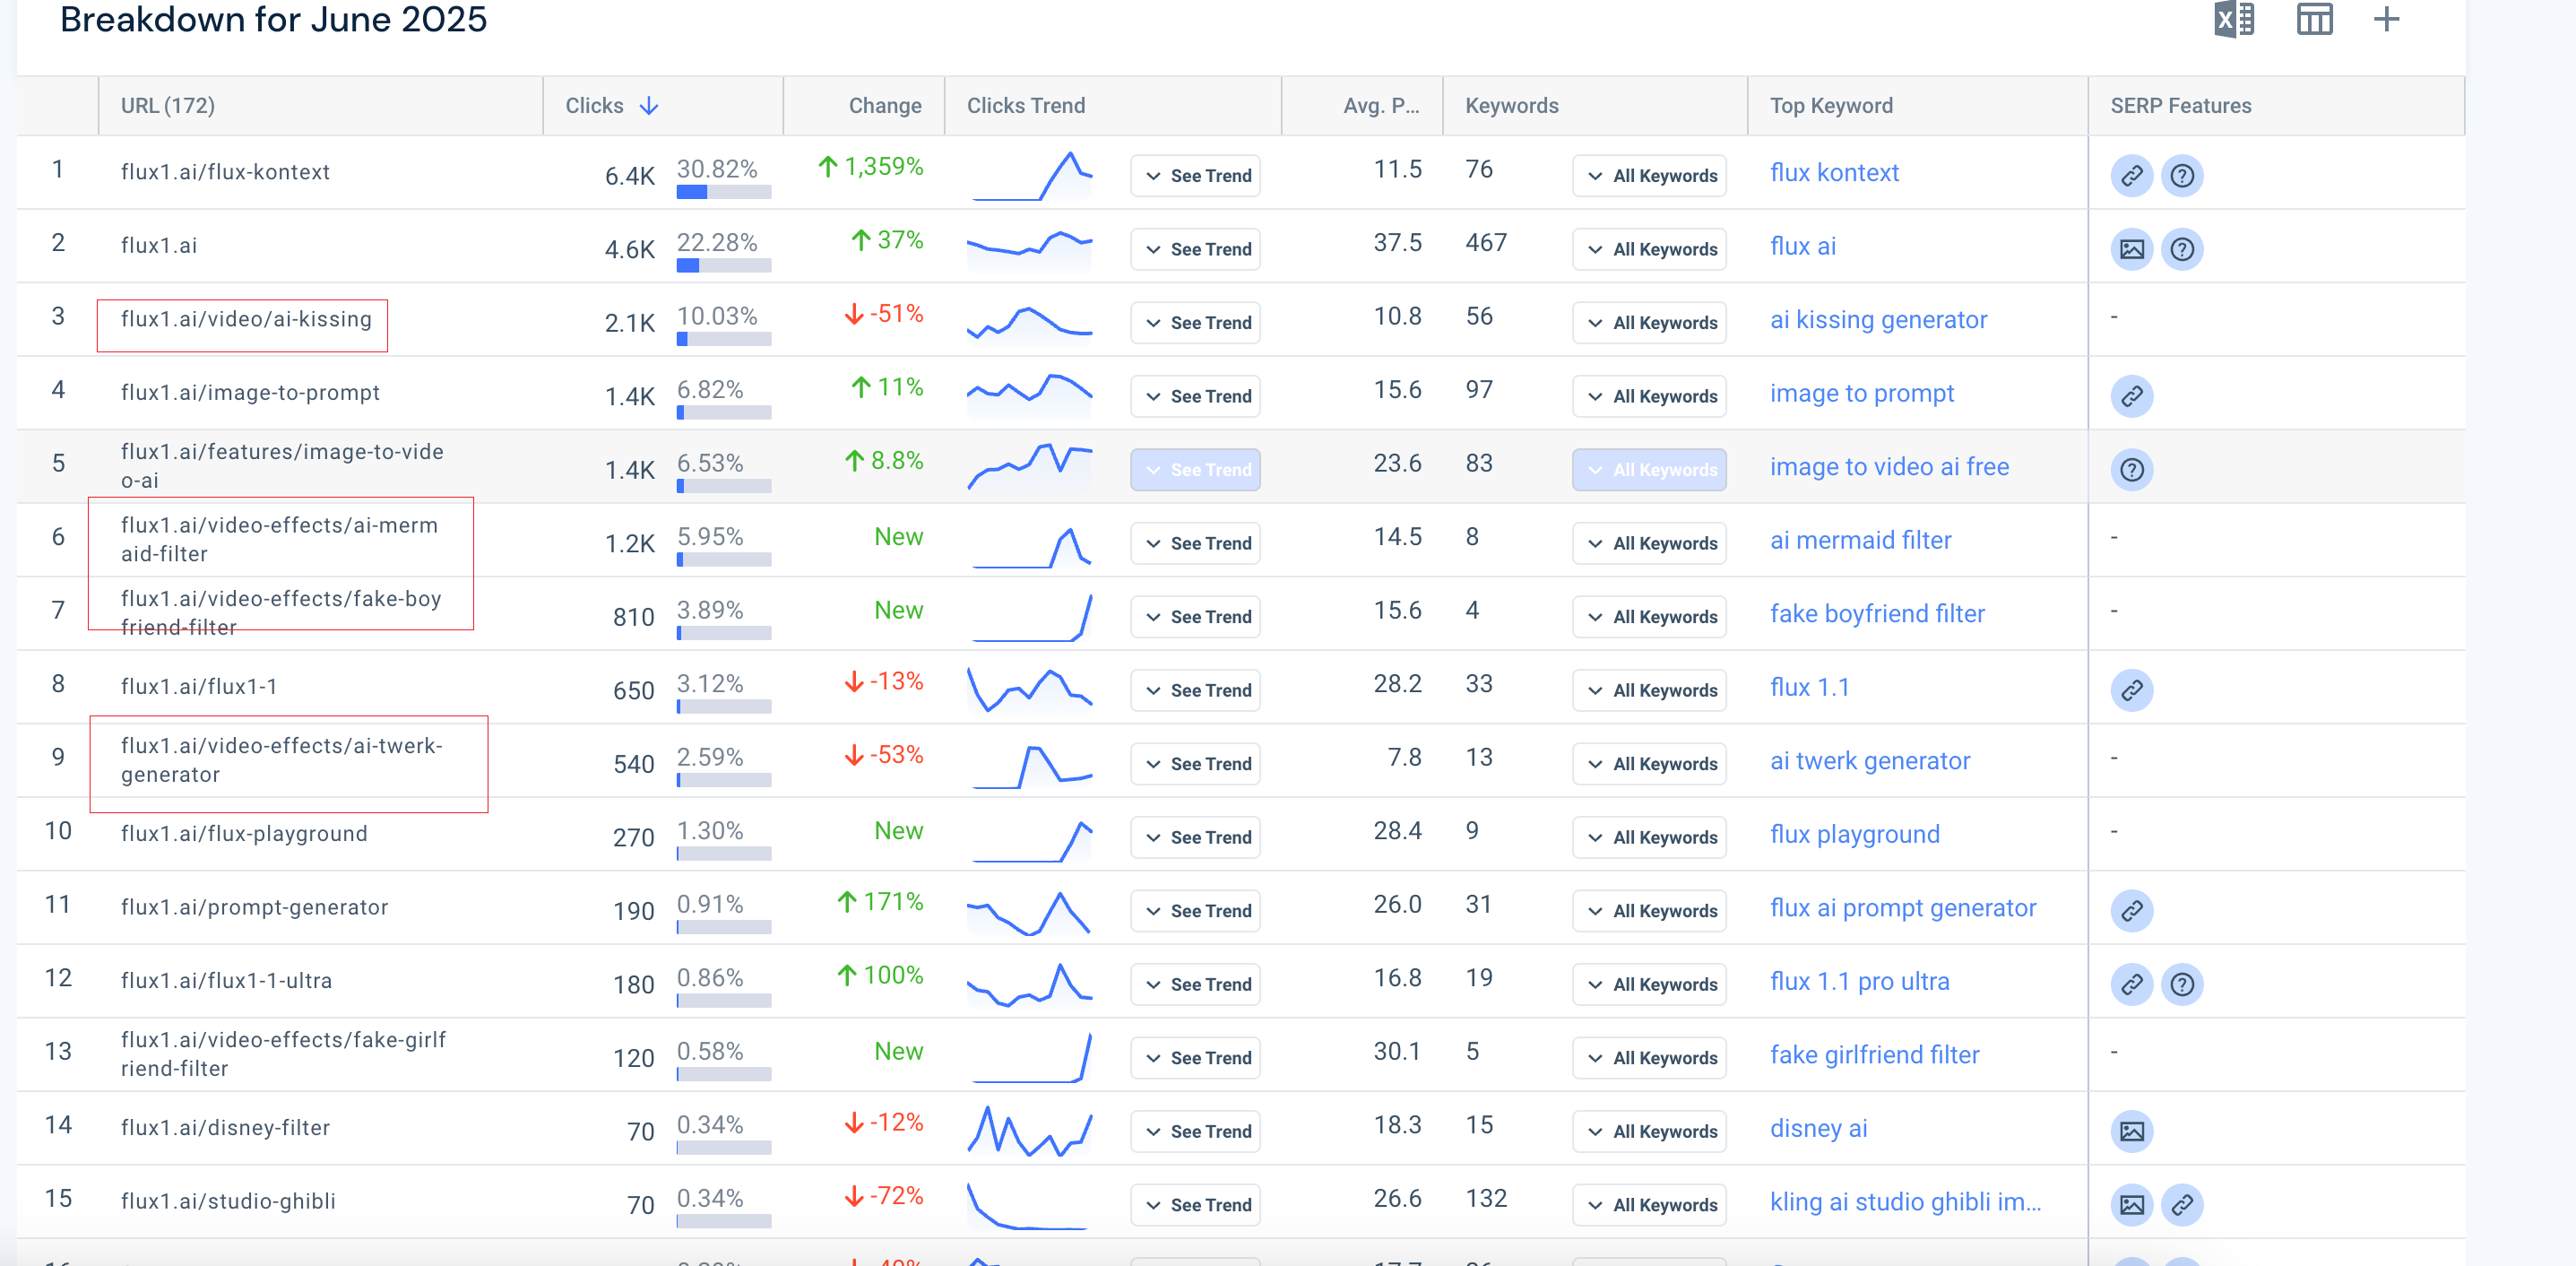 Breakdown for June 2025
URL (172) Clicks Change Clicks Trend Avg. P... Keywords Top Keyword SERP Features
1 flux1.ai/flux-kontext 6.4K 30.82% 1,359% See Trend 11.5 76 All Keywords flux kontext
2 flux1.ai 4.6K 22.28% 37% See Trend 37.5 467 All Keywords flux ai
3 flux1.ai/video/ai-kissing 2.1K 10.03% -51% See Trend 10.8 56 All Keywords ai kissing generator -
4 flux1.ai/image-to-prompt 1.4K 6.82% 11% See Trend 15.6 97 All Keywords image to prompt
5 flux1.ai/features/image-to-vide
o-ai 1.4K 6.53% 8.8% See Trend 23.6 83 All Keywords image to video ai free
6 flux1.ai/video-effects/ai-merm
aid-filter 1.2K 5.95% New See Trend 14.5 8 All Keywords ai mermaid filter -
7 flux1.ai/video-effects/fake-boy
friend-filter 810 3.89% New See Trend 15.6 4 All Keywords fake boyfriend filter -
8 flux1.ai/flux1-1 650 3.12% -13% See Trend 28.2 33 All Keywords flux 1.1
9 flux1.ai/video-effects/ai-twerk-
generator 540 2.59% -53% See Trend 7.8 13 All Keywords ai twerk generator -
10 flux1.ai/flux-playground 270 1.30% New See Trend 28.4 9 All Keywords flux playground -
11 flux1.ai/prompt-generator 190 0.91% 171% See Trend 26.0 31 All Keywords flux ai prompt generator
12 flux1.ai/flux1-1-ultra 180 0.86% 100% See Trend 16.8 19 All Keywords flux 1.1 pro ultra
13 flux1.ai/video-effects/fake-girlf
riend-filter 120 0.58% New See Trend 30.1 5 All Keywords fake girlfriend filter -
14 flux1.ai/disney-filter 70 0.34% -12% See Trend 18.3 15 All Keywords disney ai
15 flux1.ai/studio-ghibli 70 0.34% -72% See Trend 26.6 132 All Keywords kling ai studio ghibli im...